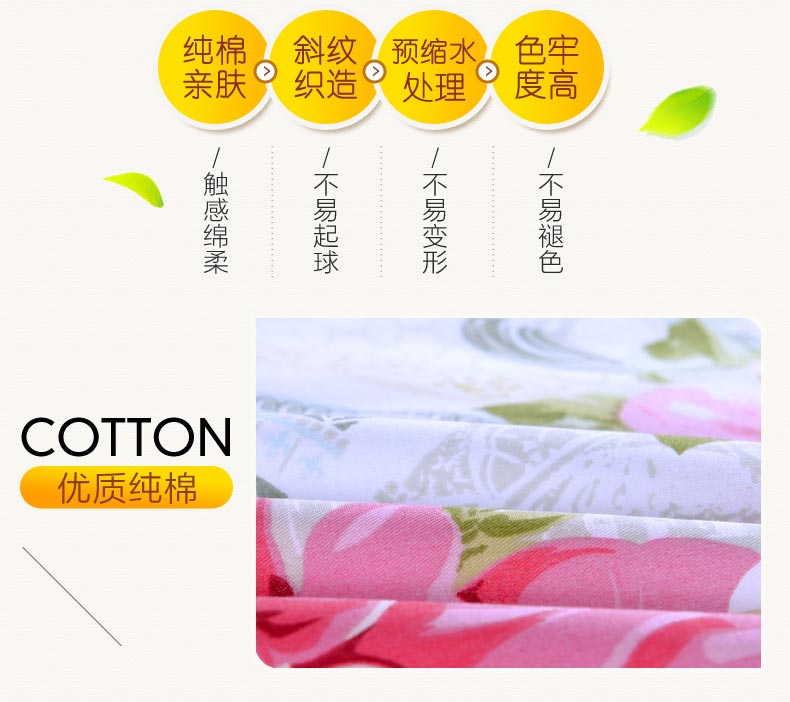 纯棉
亲肤
斜纹
织造
预缩水
处理
色牢
度高
触感绵柔
不易起球
不易变形
不易褪色
COTTON
优质纯棉